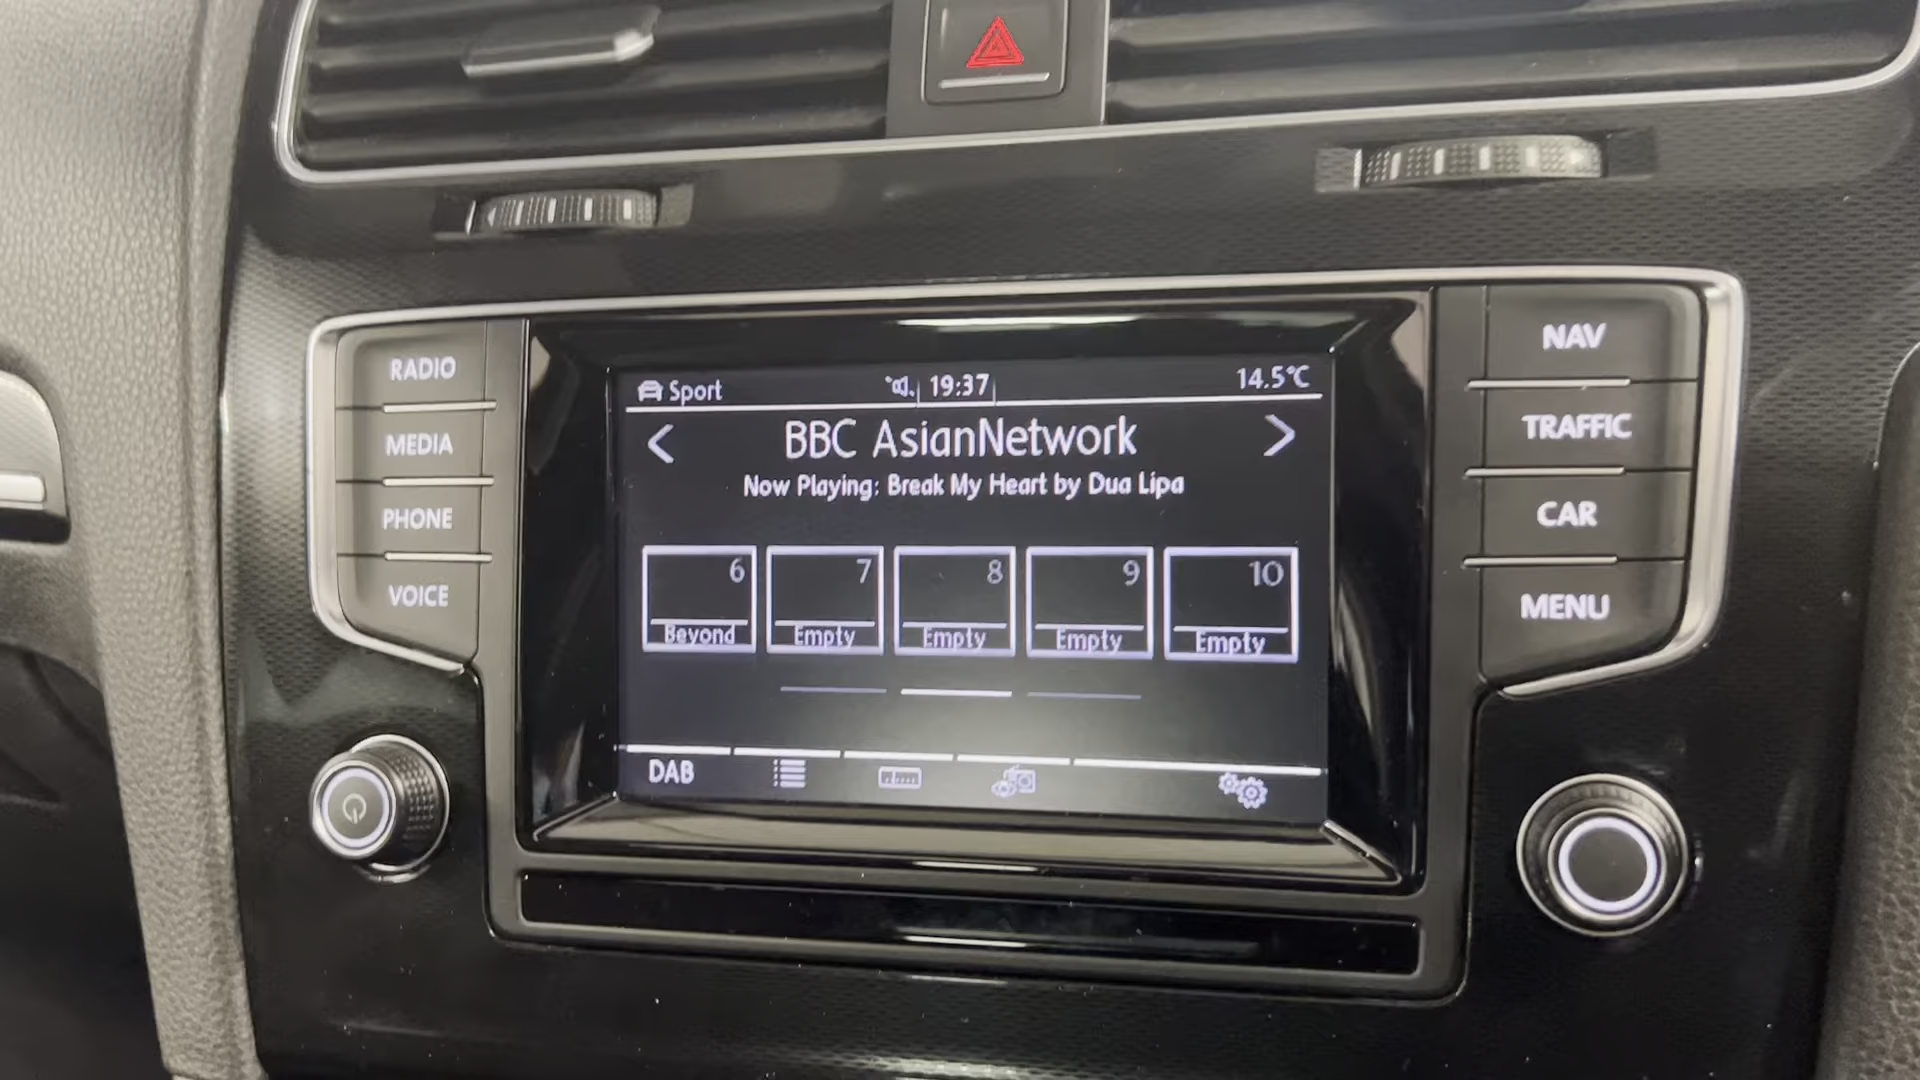 RADIO
MEDIA
PHONE
VOICE
Sport
19:37
14.5°C
< BBC AsianNetwork >
Now Playing: Break My Heart by Dua Lipa
6 7 8 9 10
Beyond Empty Empty Empty Empty
DAB
NAV
TRAFFIC
CAR
MENU